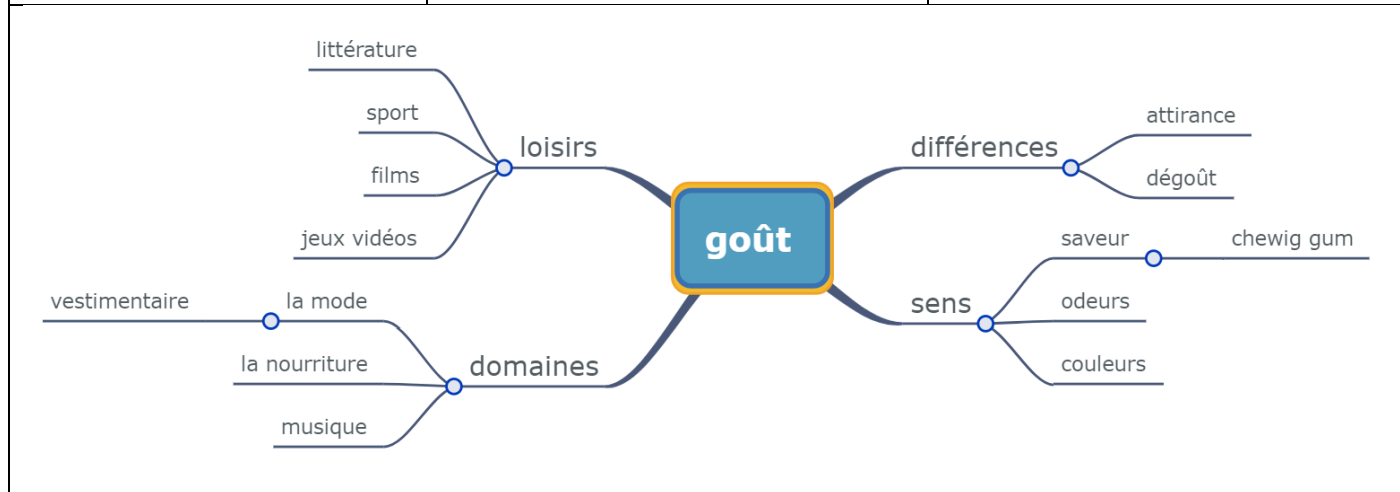 littérature
sport
films
jeux vidéos
loisirs
vestimentaire
la mode
la nourriture
musique
domaines
goût
différences
attirance
dégoût
sens
saveur
chewig gum
odeurs
couleurs